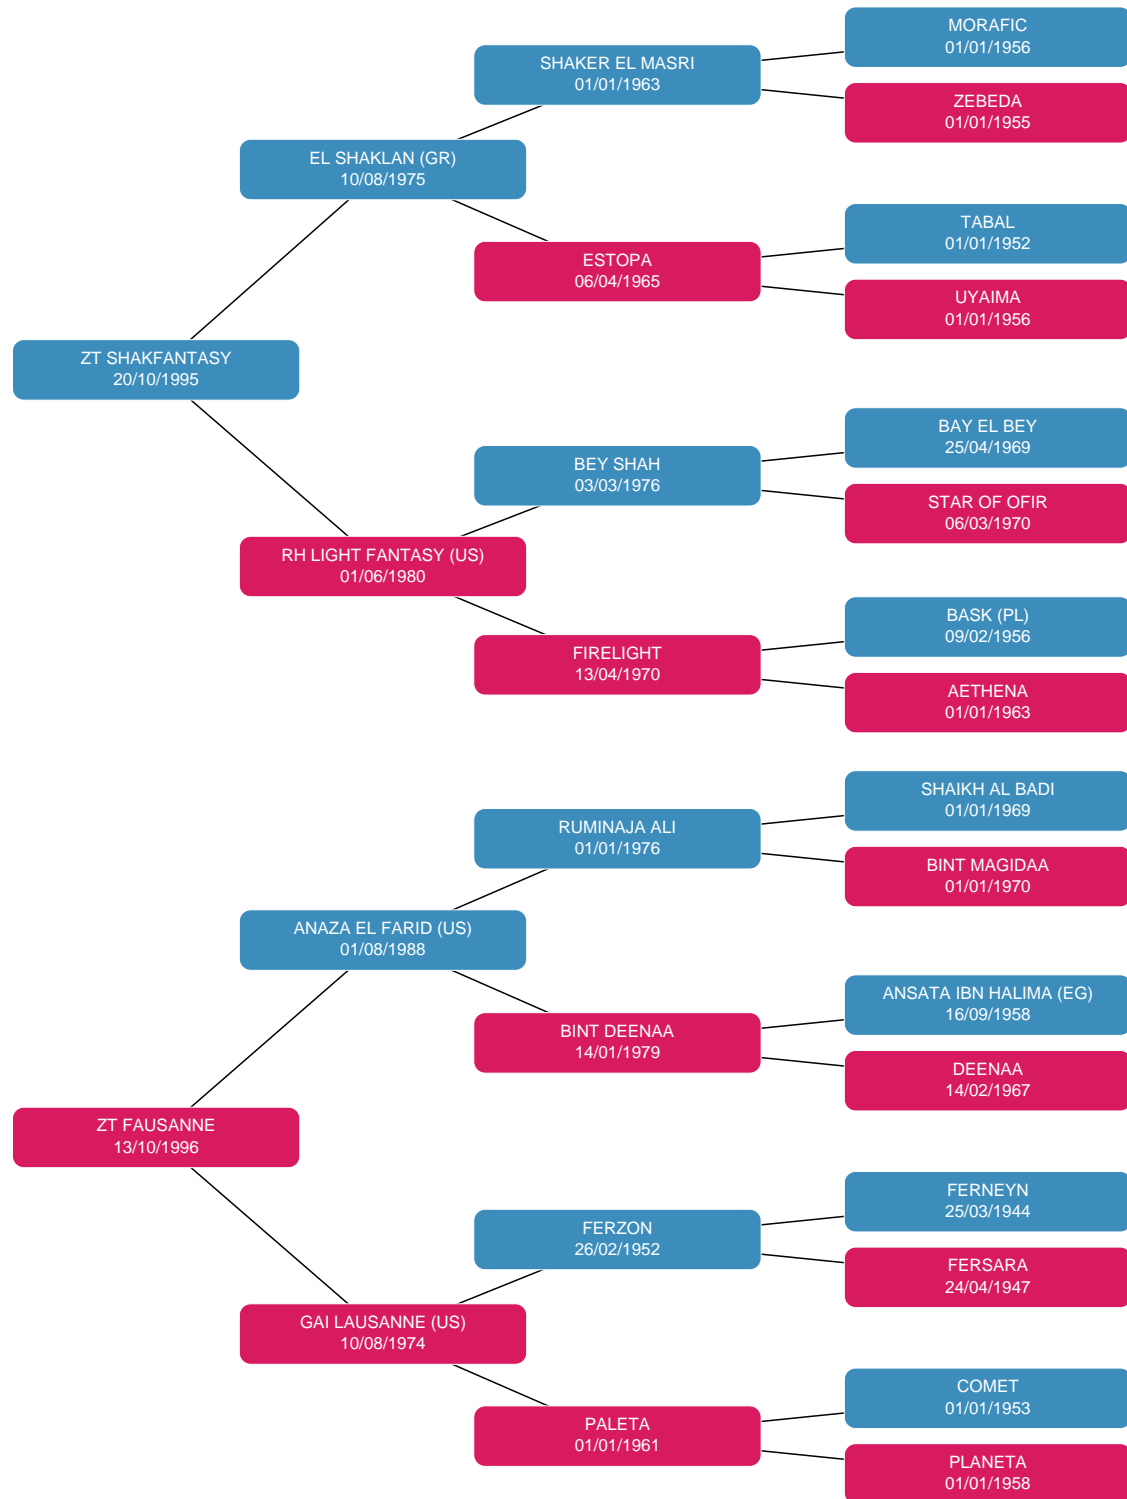 MORAFIC
01/01/1956
SHAKER EL MASRI
01/01/1963
ZEBEDA
01/01/1955
EL SHAKLAN (GR)
10/08/1975
TABAL
01/01/1952
ESTOPA
06/04/1965
UYAIMA
01/01/1956
ZT SHAKFANTASY
20/10/1995
BAY EL BEY
25/04/1969
BEY SHAH
03/03/1976
STAR OF OFIR
06/03/1970
RH LIGHT FANTASY (US)
01/06/1980
BASK (PL)
09/02/1956
FIRELIGHT
13/04/1970
AETHENA
01/01/1963
SHAIKH AL BADI
01/01/1969
RUMINAJA ALI
01/01/1976
BINT MAGIDAA
01/01/1970
ANAZA EL FARID (US)
01/08/1988
ANSATA IBN HALIMA (EG)
16/09/1958
BINT DEENAA
14/01/1979
DEENAA
14/02/1967
ZT FAUSANNE
13/10/1996
FERNEYN
25/03/1944
FERZON
26/02/1952
FERSARA
24/04/1947
GAI LAUSANNE (US)
10/08/1974
COMET
01/01/1953
PALETA
01/01/1961
PLANETA
01/01/1958